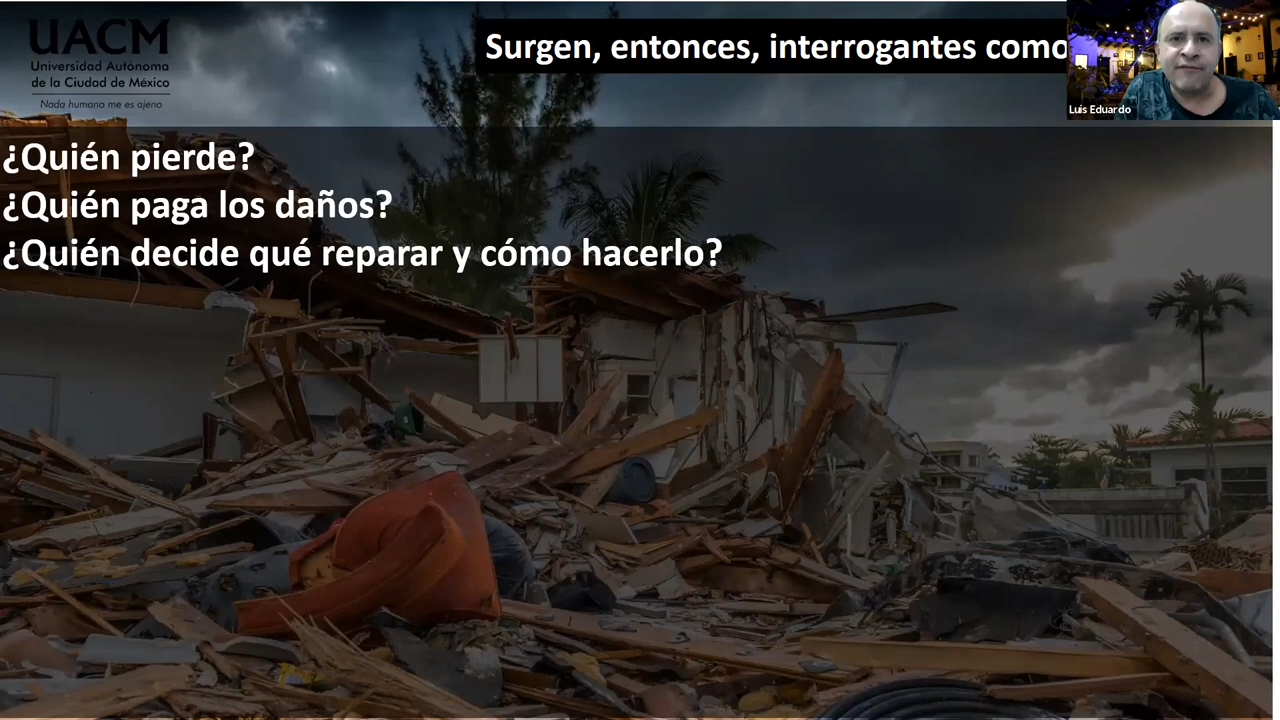 UACM
Universidad Autónoma
de la Ciudad de México
Nada humano me es ajeno
Surgen, entonces, interrogantes como
Luis Eduardo
¿Quién pierde?
¿Quién paga los daños?
¿Quién decide qué reparar y cómo hacerlo?